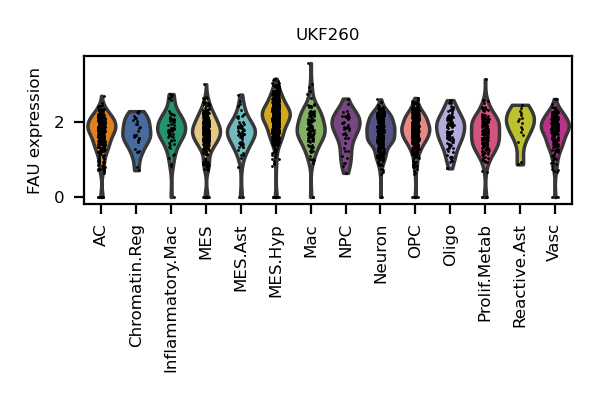 UKF260
FAU expression
2
0
AC
Chromatin.Reg
Inflammatory.Mac
MES
MES.Ast
MES.Hyp
Mac
NPC
Neuron
OPC
Oligo
Prolif.Metab
Reactive.Ast
Vasc